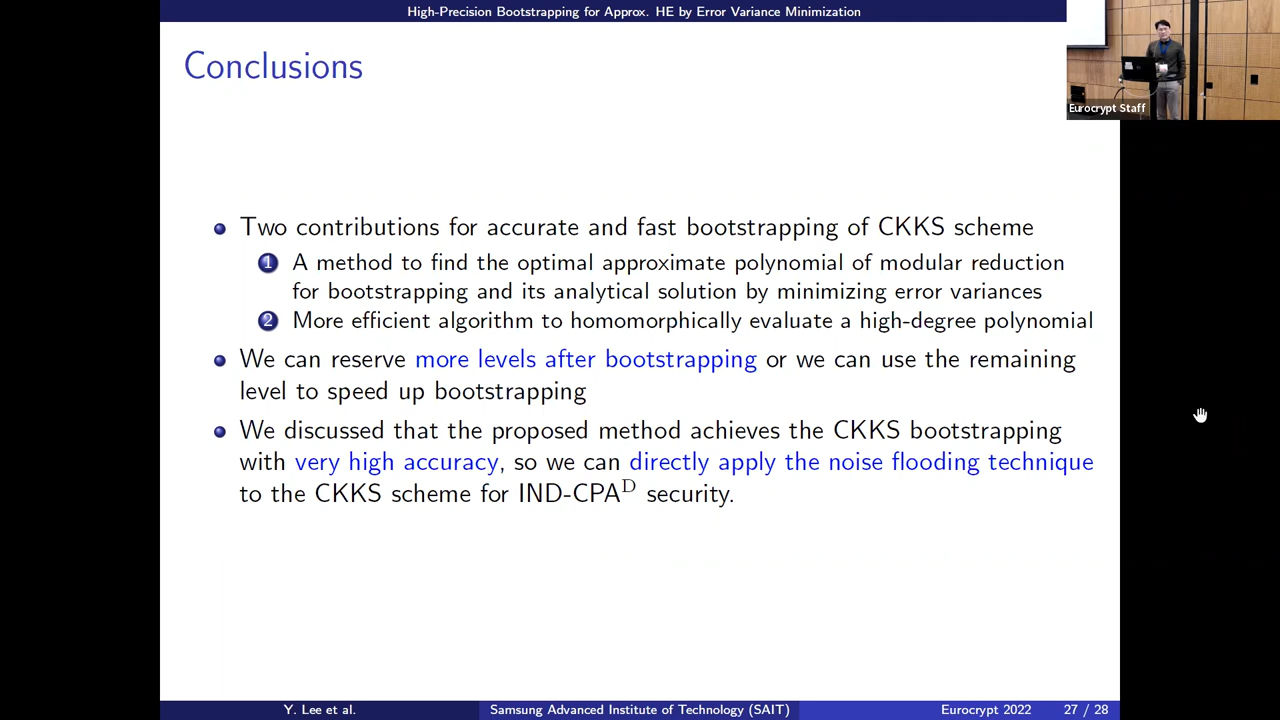 High-Precision Bootstrapping for Approx. HE by Error Variance Minimization
Conclusions
Eurocrypt Staff
Two contributions for accurate and fast bootstrapping of CKKS scheme
1 A method to find the optimal approximate polynomial of modular reduction
for bootstrapping and its analytical solution by minimizing error variances
2 More efficient algorithm to homomorphically evaluate a high-degree polynomial
We can reserve more levels after bootstrapping or we can use the remaining
level to speed up bootstrapping
We discussed that the proposed method achieves the CKKS bootstrapping
with very high accuracy, so we can directly apply the noise flooding technique
to the CKKS scheme for IND-CPAᴰ security.
Y. Lee et al.
Samsung Advanced Institute of Technology (SAIT)
Eurocrypt 2022
27 / 28